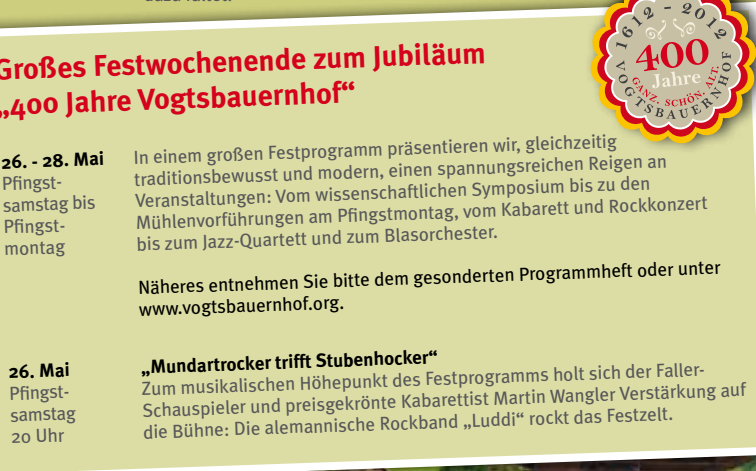 Großes Festwochenende zum Jubiläum
„400 Jahre Vogtsbauernhof“
1612 - 2012
400
Jahre
GANZ. SCHÖN. ALT.
VOGTSBAUERNHOF
26. - 28. Mai
Pfingst-
samstag bis
Pfingst-
montag
In einem großen Festprogramm präsentieren wir, gleichzeitig
traditionsbewusst und modern, einen spannungsreichen Reigen an
Veranstaltungen: Vom wissenschaftlichen Symposium bis zu den
Mühlenvorführungen am Pfingstmontag, vom Kabarett und Rockkonzert
bis zum Jazz-Quartett und zum Blasorchester.
Näheres entnehmen Sie bitte dem gesonderten Programmheft oder unter
www.vogtsbauernhof.org.
26. Mai
Pfingst-
samstag
20 Uhr
„Mundartrocker trifft Stubenhocker“
Zum musikalischen Höhepunkt des Festprogramms holt sich der Faller-
Schauspieler und preisgekrönte Kabarettist Martin Wangler Verstärkung auf
die Bühne: Die alemannische Rockband „Luddi“ rockt das Festzelt.